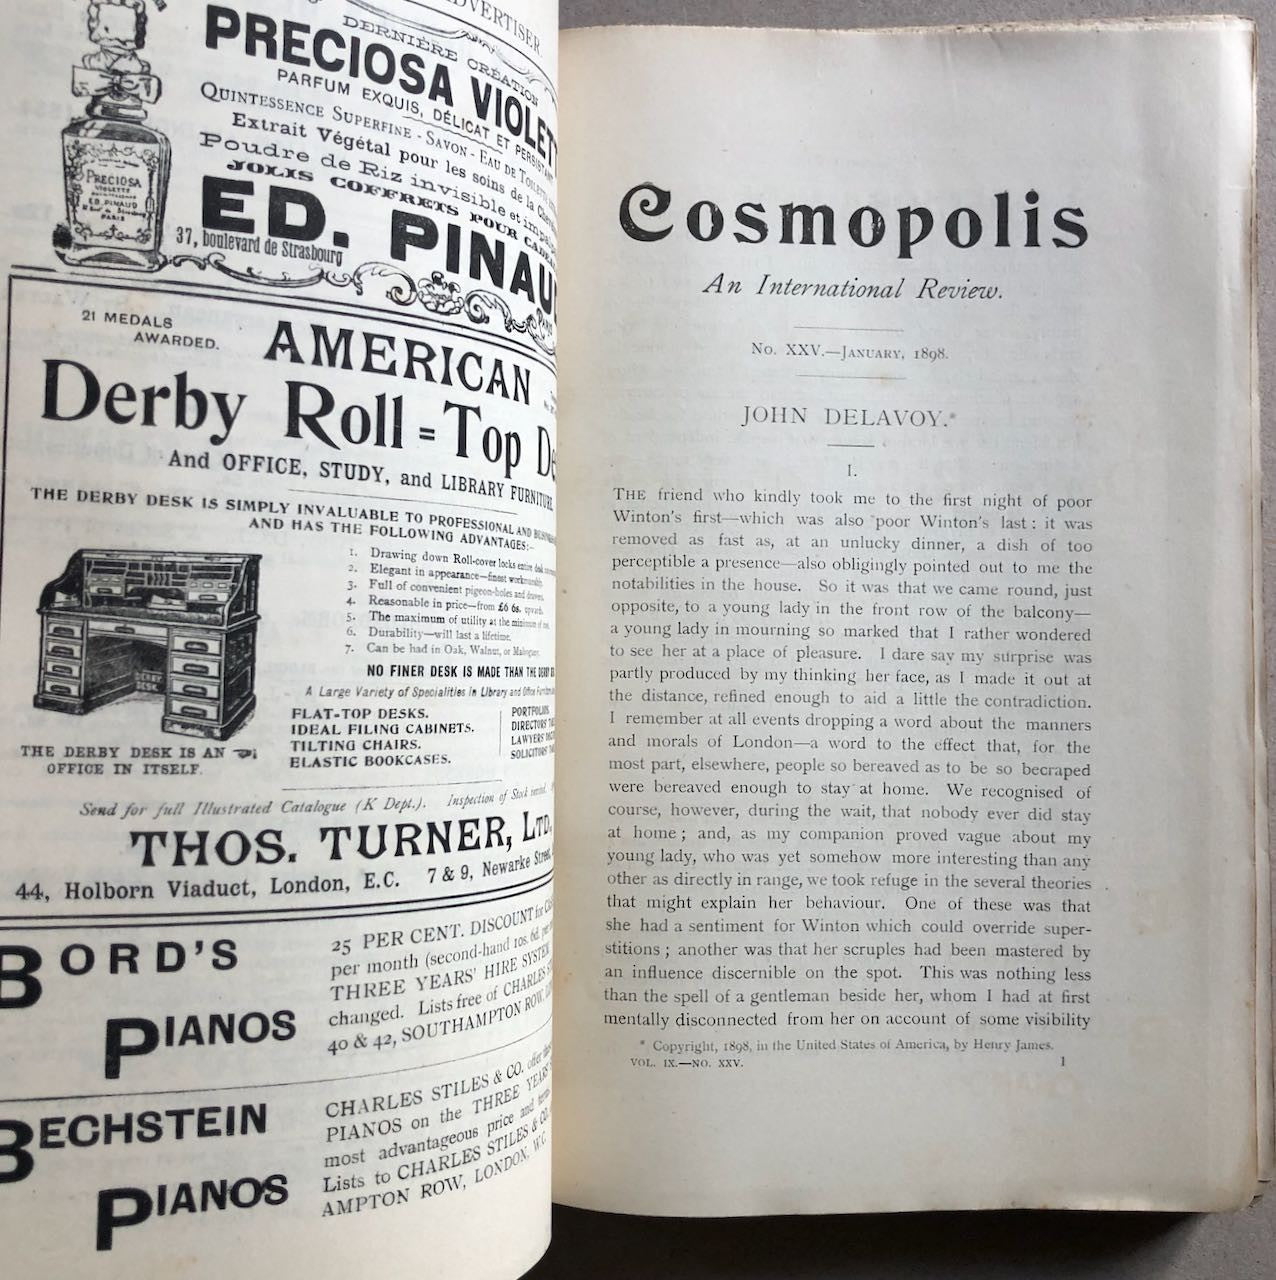 ADVERTISER
DERNIÈRE CRÉATION
PRECIOSA VIOLET
PARFUM EXQUIS, DÉLICAT ET PERSISTANT
QUINTESSENCE SUPERFINE - SAVON - EAU DE TOILETTE
Extrait Végétal pour les soins de la
Poudre de Riz invisible et
JOLIS COFFRETS POUR
ED. PINAU
37, boulevard de Strasbourg
PRECIOSA
VIOLETTE
ED. PINAUD
PARIS
21 MEDALS
AWARDED.
AMERICAN
Derby Roll=Top De
And OFFICE, STUDY, and LIBRARY FURNITURE
THE DERBY DESK IS SIMPLY INVALUABLE TO PROFESSIONAL AND
AND HAS THE FOLLOWING ADVANTAGES:—
1. Drawing down Roll-cover locks entire desk
2. Elegant in appearance—finest workmanship.
3. Full of convenient pigeon-holes and drawers.
4. Reasonable in price—from £6 6s. upwards.
5. The maximum of utility at the minimum of
6. Durability—will last a lifetime.
7. Can be had in Oak, Walnut, or Mahogany.
NO FINER DESK IS MADE THAN THE DERBY
A Large Variety of Specialities in Library and Office
FLAT-TOP DESKS.
IDEAL FILING CABINETS.
TILTING CHAIRS.
ELASTIC BOOKCASES.
PORTFOLIOS.
DIRECTORS'
LAWYERS'
SOLICITORS'
DERBY
DESK
THE DERBY DESK IS AN
OFFICE IN ITSELF.
Send for full Illustrated Catalogue (K Dept.). Inspection of Stock
THOS. TURNER, LTD.
44, Holborn Viaduct, London, E.C. 7 & 9, Newarke Street,
BORD'S
PIANOS
25 PER CENT. DISCOUNT for
per month (second-hand 10s. 6d.
THREE YEARS' HIRE SYSTEM
changed. Lists free of CHARLES
40 & 42, SOUTHAMPTON ROW,
BECHSTEIN
PIANOS
CHARLES STILES & CO. offer
PIANOS on the THREE YEARS'
most advantageous price and
Lists to CHARLES STILES & CO.
AMPTON ROW, LONDON, W.C.
Cosmopolis
An International Review.
No. XXV.—JANUARY, 1898.
JOHN DELAVOY.*
I.
THE friend who kindly took me to the first night of poor
Winton's first—which was also poor Winton's last: it was
removed as fast as, at an unlucky dinner, a dish of too
perceptible a presence—also obligingly pointed out to me the
notabilities in the house. So it was that we came round, just
opposite, to a young lady in the front row of the balcony—
a young lady in mourning so marked that I rather wondered
to see her at a place of pleasure. I dare say my surprise was
partly produced by my thinking her face, as I made it out at
the distance, refined enough to aid a little the contradiction.
I remember at all events dropping a word about the manners
and morals of London—a word to the effect that, for the
most part, elsewhere, people so bereaved as to be so becraped
were bereaved enough to stay at home. We recognised of
course, however, during the wait, that nobody ever did stay
at home; and, as my companion proved vague about my
young lady, who was yet somehow more interesting than any
other as directly in range, we took refuge in the several theories
that might explain her behaviour. One of these was that
she had a sentiment for Winton which could override super-
stitions; another was that her scruples had been mastered by
an influence discernible on the spot. This was nothing less
than the spell of a gentleman beside her, whom I had at first
mentally disconnected from her on account of some visibility
* Copyright, 1898, in the United States of America, by Henry James.
VOL. IX.—NO. XXV. 1